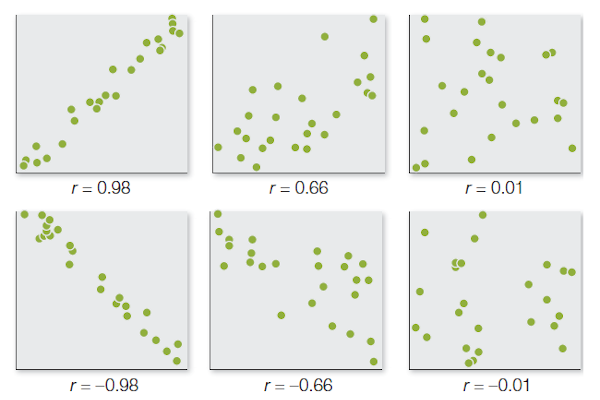 r = 0.98
r = 0.66
r = 0.01
r = −0.98
r = −0.66
r = −0.01